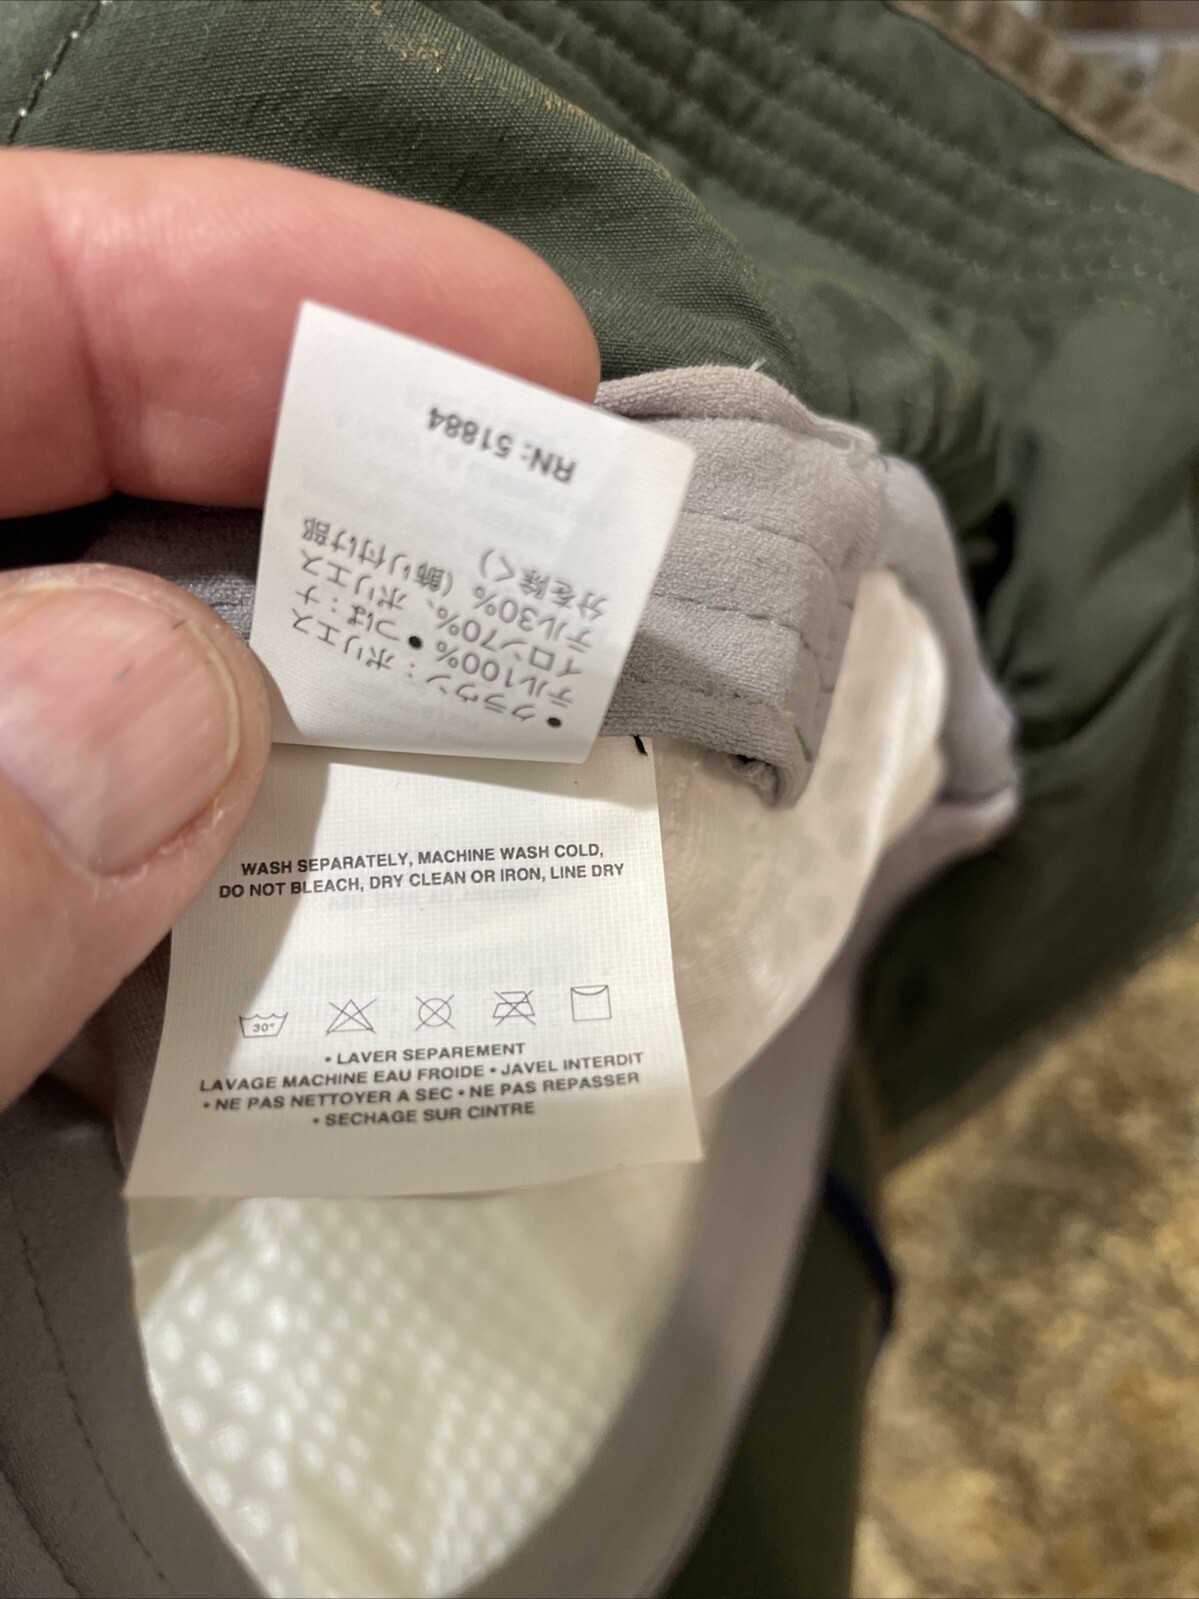 • クラウン：ポリエス
テル100% • つば：ナ
イロン70%、ポリエス
テル30%（飾り付け部
分を除く）
RN: 51884
WASH SEPARATELY, MACHINE WASH COLD,
DO NOT BLEACH, DRY CLEAN OR IRON, LINE DRY
30°
• LAVER SEPAREMENT
LAVAGE MACHINE EAU FROIDE • JAVEL INTERDIT
• NE PAS NETTOYER A SEC • NE PAS REPASSER
• SECHAGE SUR CINTRE